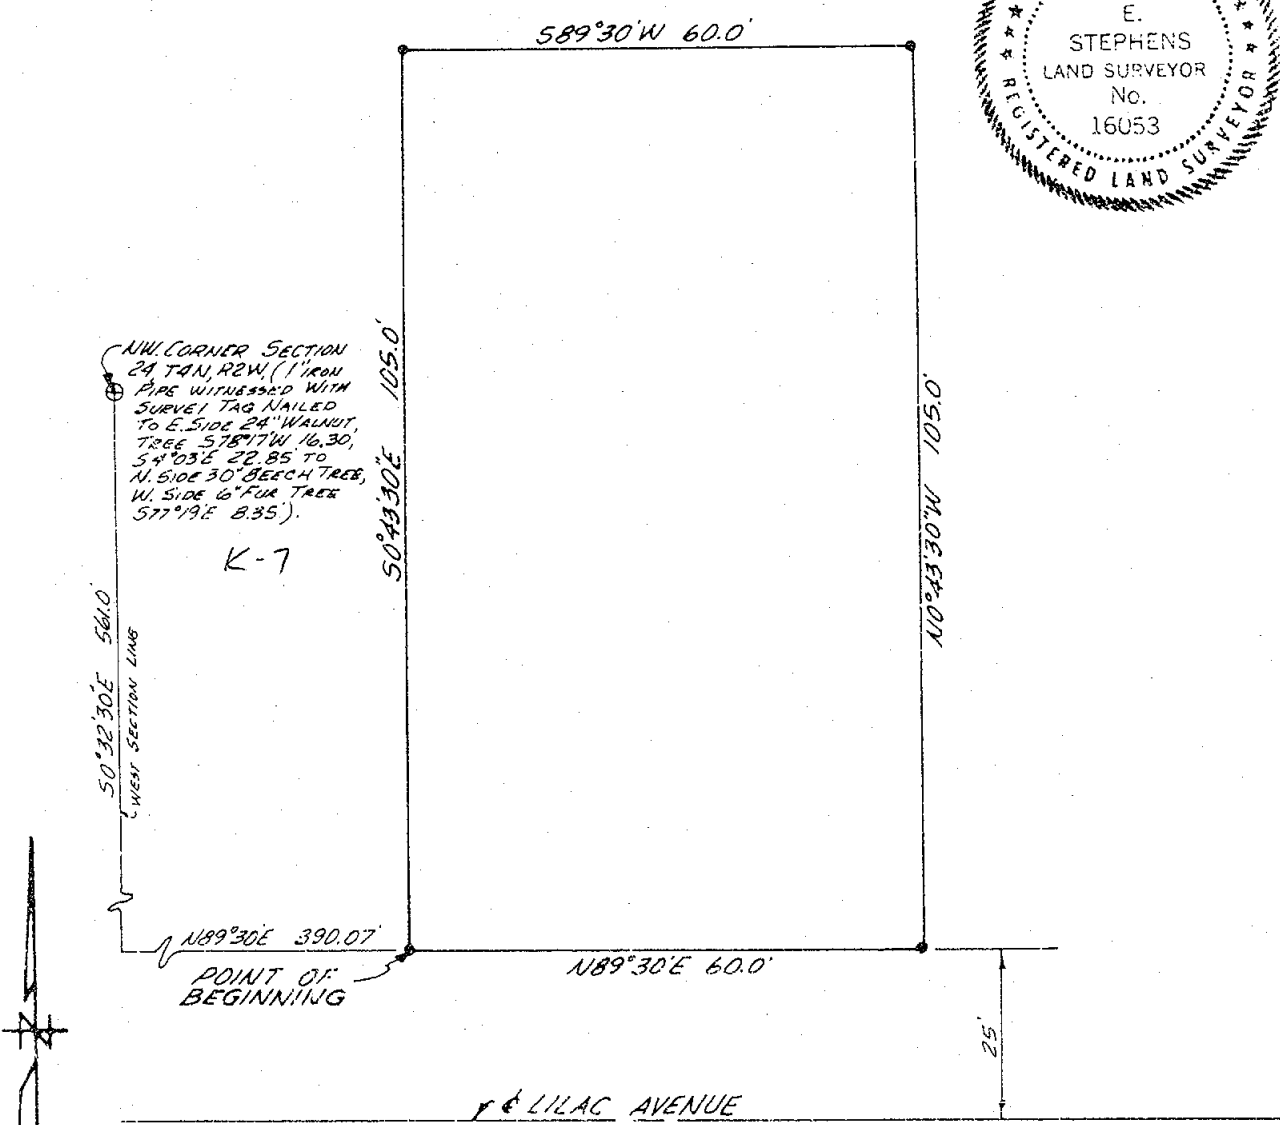 S89°30'W 60.0'
E.
STEPHENS
LAND SURVEYOR
No.
16053
REGISTERED LAND SURVEYOR
NW. CORNER SECTION
24, T4N, R2W, (1" IRON
PIPE WITNESSED WITH
SURVEY TAG NAILED
TO E. SIDE 24" WALNUT,
TREE S78°17'W 16.30',
S4°03'E 22.85' TO
N. SIDE 30" BEECH TREE,
W. SIDE 6" FUR TREE
S77°19'E 8.35').
K-7
S0°43'30"E 105.0'
N0°43'30"W 105.0'
S0°32'30"E 561.0'
WEST SECTION LINE
N89°30'E 390.07'
POINT OF
BEGINNING
N89°30'E 60.0'
25'
N
℄ LILAC AVENUE